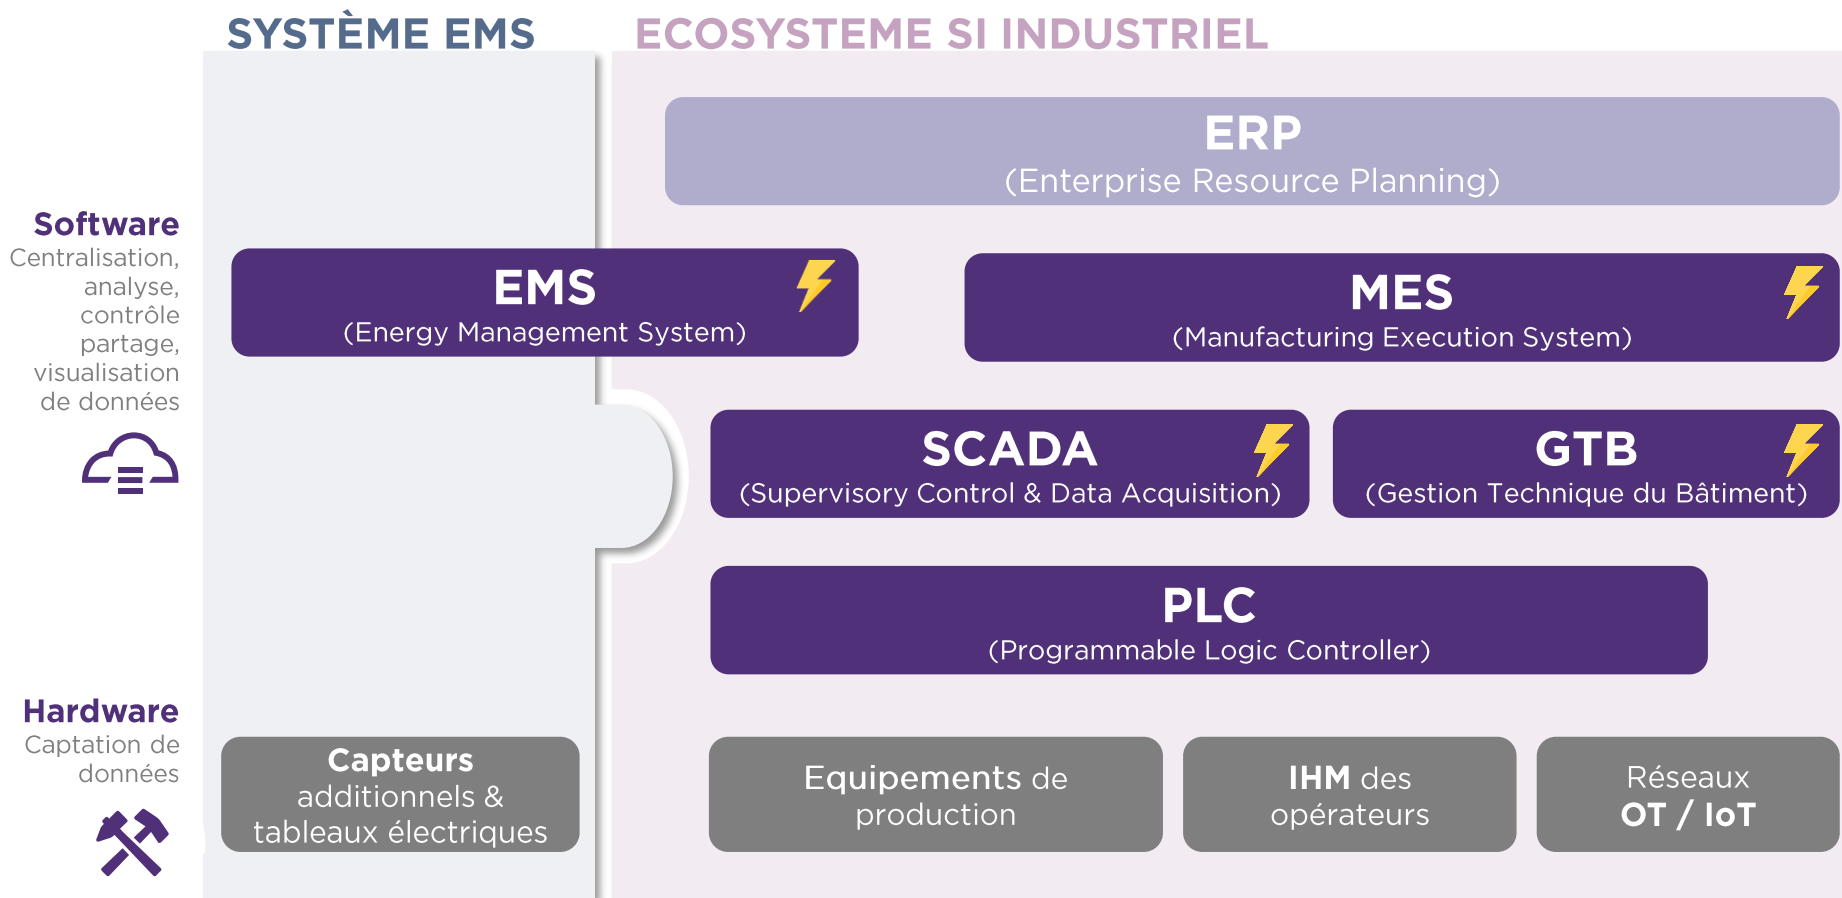 SYSTÈME EMS
ECOSYSTEME SI INDUSTRIEL
ERP
(Enterprise Resource Planning)
Software
Centralisation,
analyse,
contrôle
partage,
visualisation
de données
EMS
(Energy Management System)
MES
(Manufacturing Execution System)
SCADA
(Supervisory Control & Data Acquisition)
GTB
(Gestion Technique du Bâtiment)
PLC
(Programmable Logic Controller)
Hardware
Captation de
données
Capteurs
additionnels &
tableaux électriques
Equipements de
production
IHM des
opérateurs
Réseaux
OT / IoT